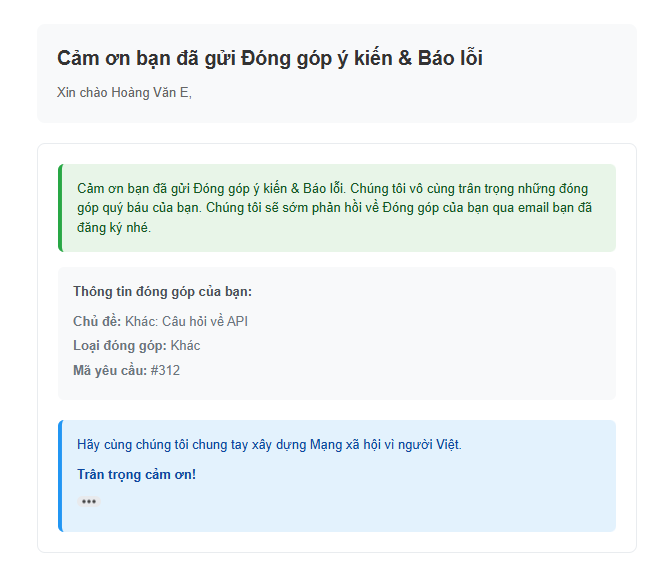 Cảm ơn bạn đã gửi Đóng góp ý kiến & Báo lỗi
Xin chào Hoàng Văn E,
Cảm ơn bạn đã gửi Đóng góp ý kiến & Báo lỗi. Chúng tôi vô cùng trân trọng những đóng
góp quý báu của bạn. Chúng tôi sẽ sớm phản hồi về Đóng góp của bạn qua email bạn đã
đăng ký nhé.
Thông tin đóng góp của bạn:
Chủ đề: Khác: Câu hỏi về API
Loại đóng góp: Khác
Mã yêu cầu: #312
Hãy cùng chúng tôi chung tay xây dựng Mạng xã hội vì người Việt.
Trân trọng cảm ơn!
•••